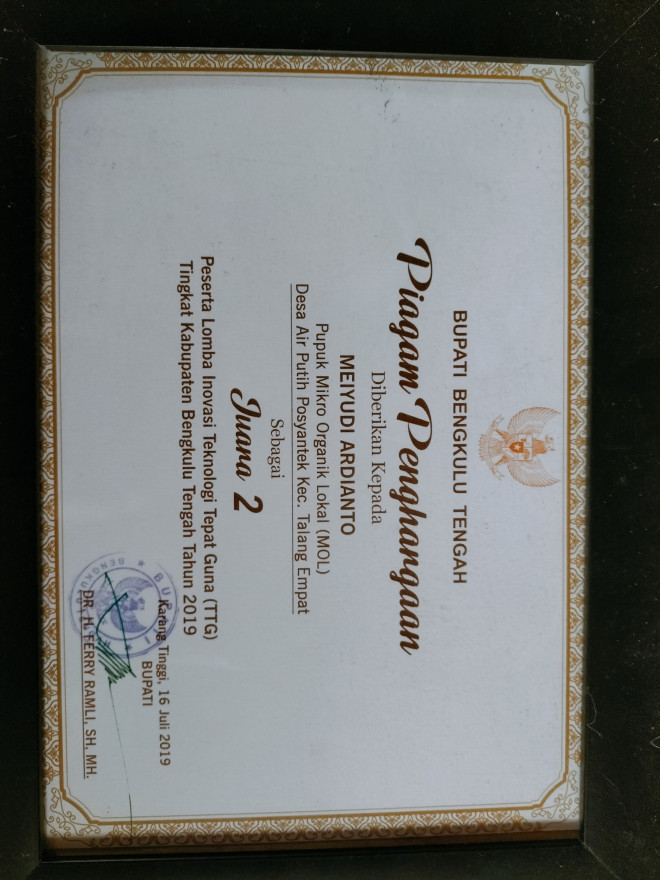 BUPATI BENGKULU TENGAH
Piagam Penghargaan
Diberikan Kepada
MEIYUDI ARDIANTO
Pupuk Mikro Organik Lokal (MOL)
Desa Air Putih Posyantek Kec. Talang Empat
Sebagai
Juara 2
Peserta Lomba Inovasi Teknologi Tepat Guna (TTG)
Tingkat Kabupaten Bengkulu Tengah Tahun 2019
Karang Tinggi, 16 Juli 2019
BUPATI
DR. H. FERRY RAMLI, SH. MH.